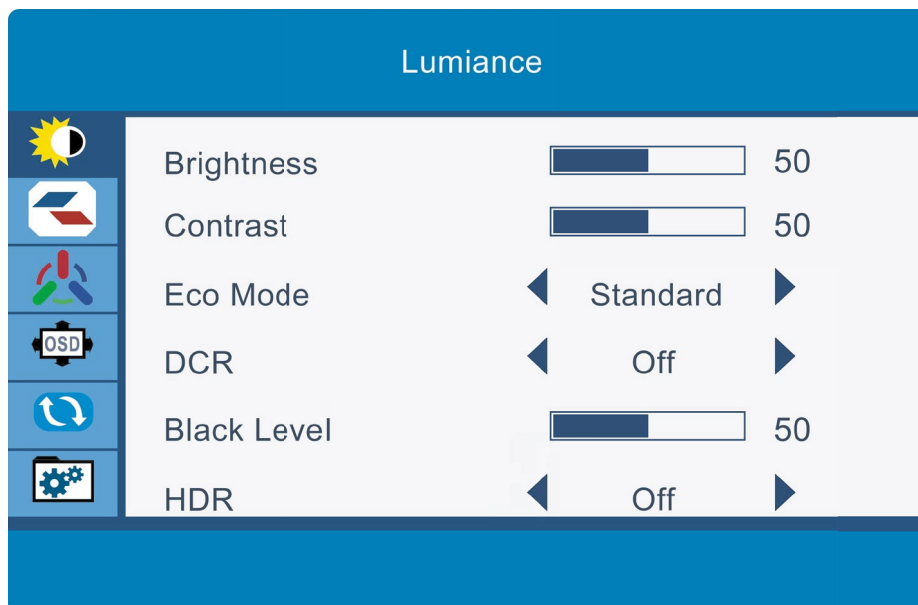 Lumiance
Brightness 50
Contrast 50
Eco Mode Standard
OSD
DCR Off
Black Level 50
HDR Off